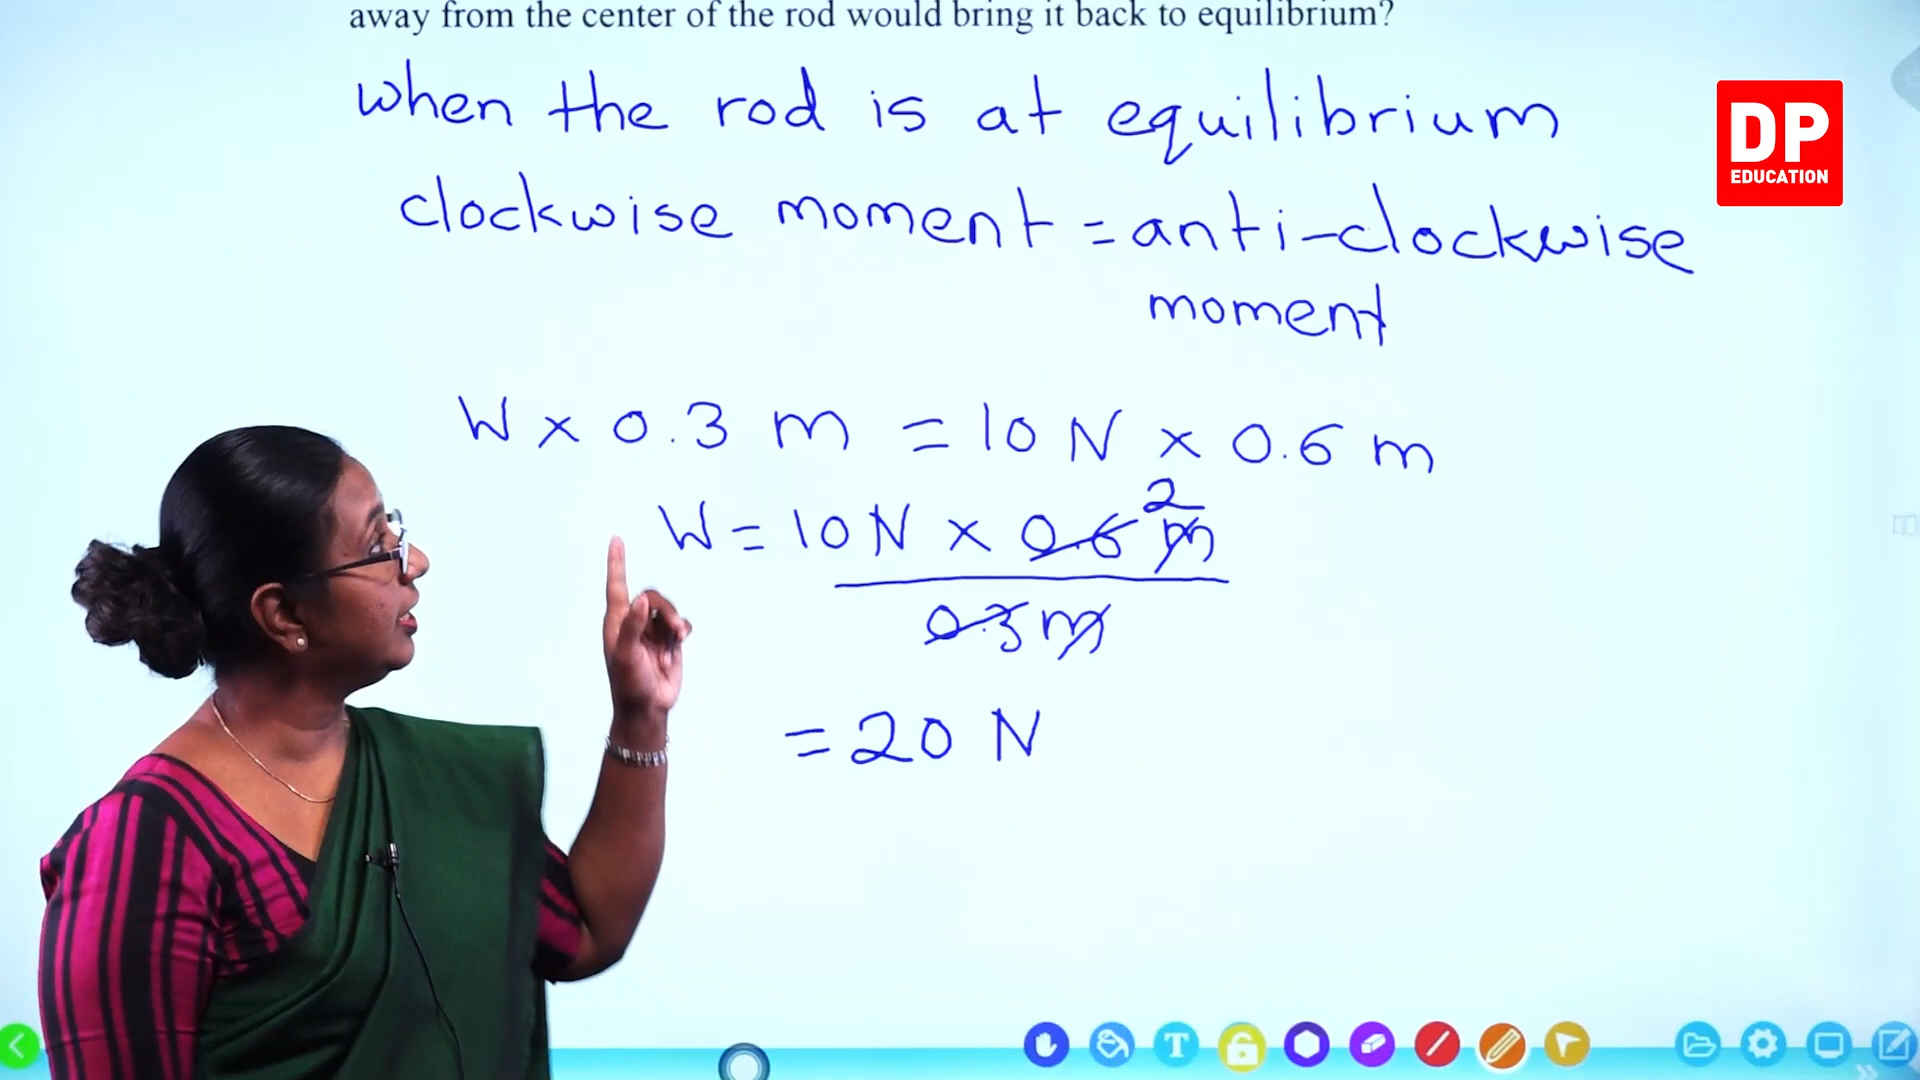 away from the center of the rod would bring it back to equilibrium?
when the rod is at equilibrium
clockwise moment = anti-clockwise
moment
W x 0.3 m = 10 N x 0.6 m
2
W = 10 N x 0.6 m
0.3 m
= 20 N
DP
EDUCATION
T